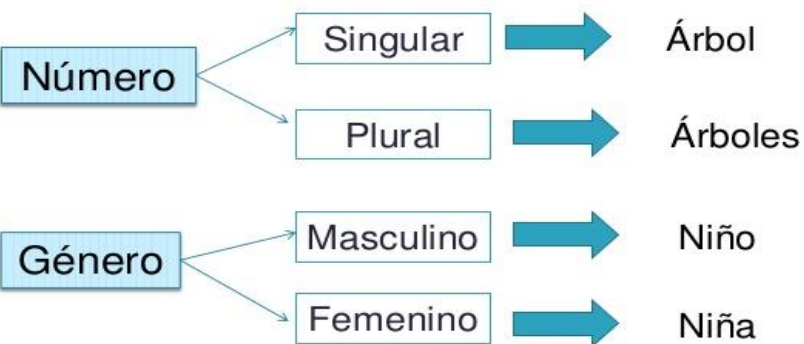 Número
Singular
Árbol
Plural
Árboles
Género
Masculino
Niño
Femenino
Niña